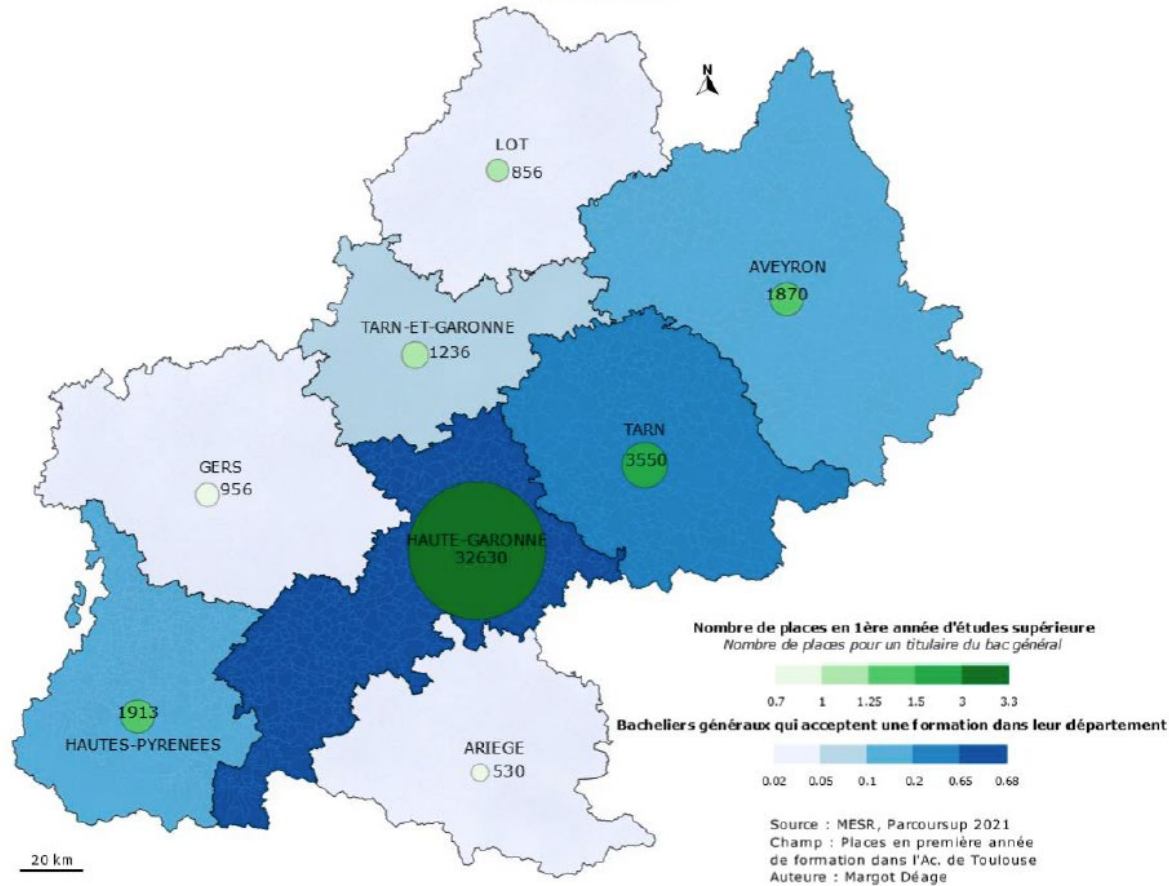 N
LOT
856
AVEYRON
1870
TARN-ET-GARONNE
1236
TARN
3550
GERS
956
HAUTE-GARONNE
32630
1913
HAUTES-PYRENEES
ARIEGE
530
Nombre de places en 1ère année d'études supérieure
Nombre de places pour un titulaire du bac général
0.7 1 1.25 1.5 3 3.3
Bacheliers généraux qui acceptent une formation dans leur département
0.02 0.05 0.1 0.2 0.65 0.68
Source : MESR, Parcoursup 2021
Champ : Places en première année
de formation dans l'Ac. de Toulouse
Auteure : Margot Déage
20 km